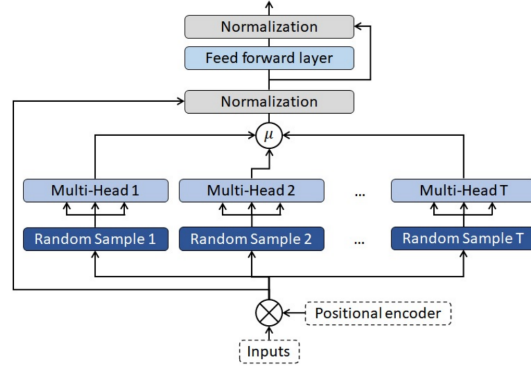 Normalization
Feed forward layer
Normalization
μ
Multi-Head 1 Multi-Head 2 ... Multi-Head T
Random Sample 1 Random Sample 2 ... Random Sample T
Positional encoder
Inputs